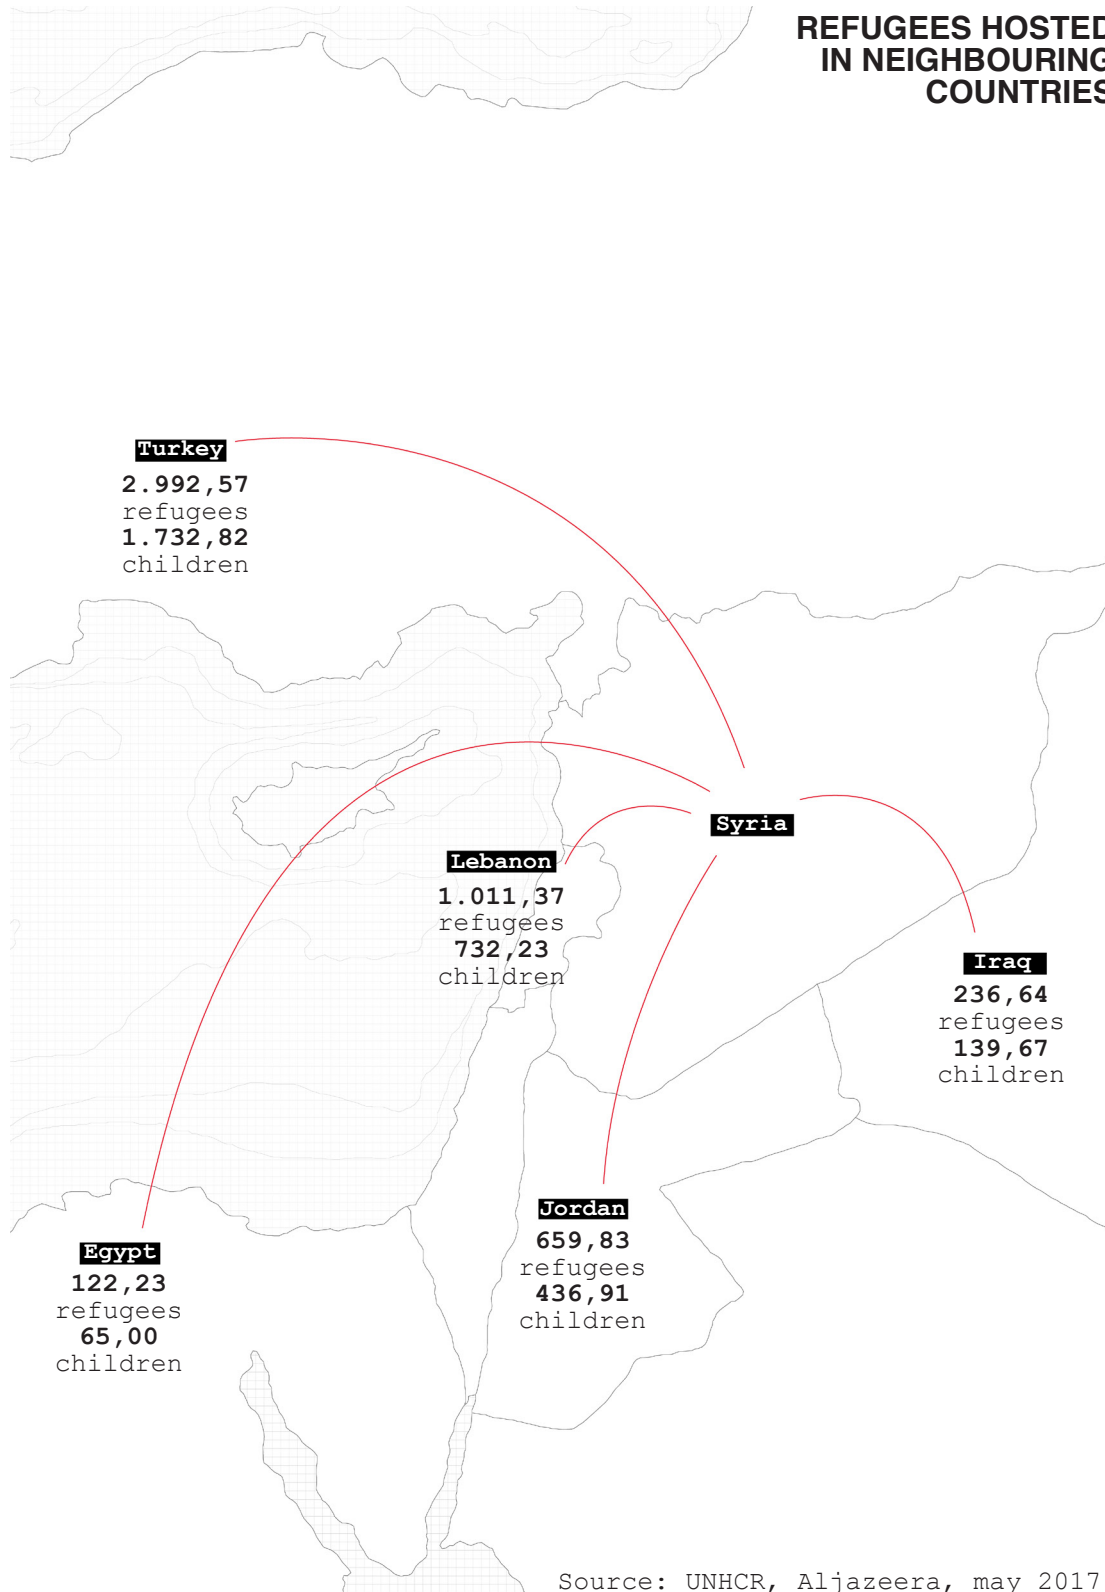 REFUGEES HOSTED
IN NEIGHBOURING
COUNTRIES
Turkey
2.992,57
refugees
1.732,82
children
Syria
Lebanon
1.011,37
refugees
732,23
children
Iraq
236,64
refugees
139,67
children
Jordan
659,83
refugees
436,91
children
Egypt
122,23
refugees
65,00
children
Source: UNHCR, Aljazeera, may 2017